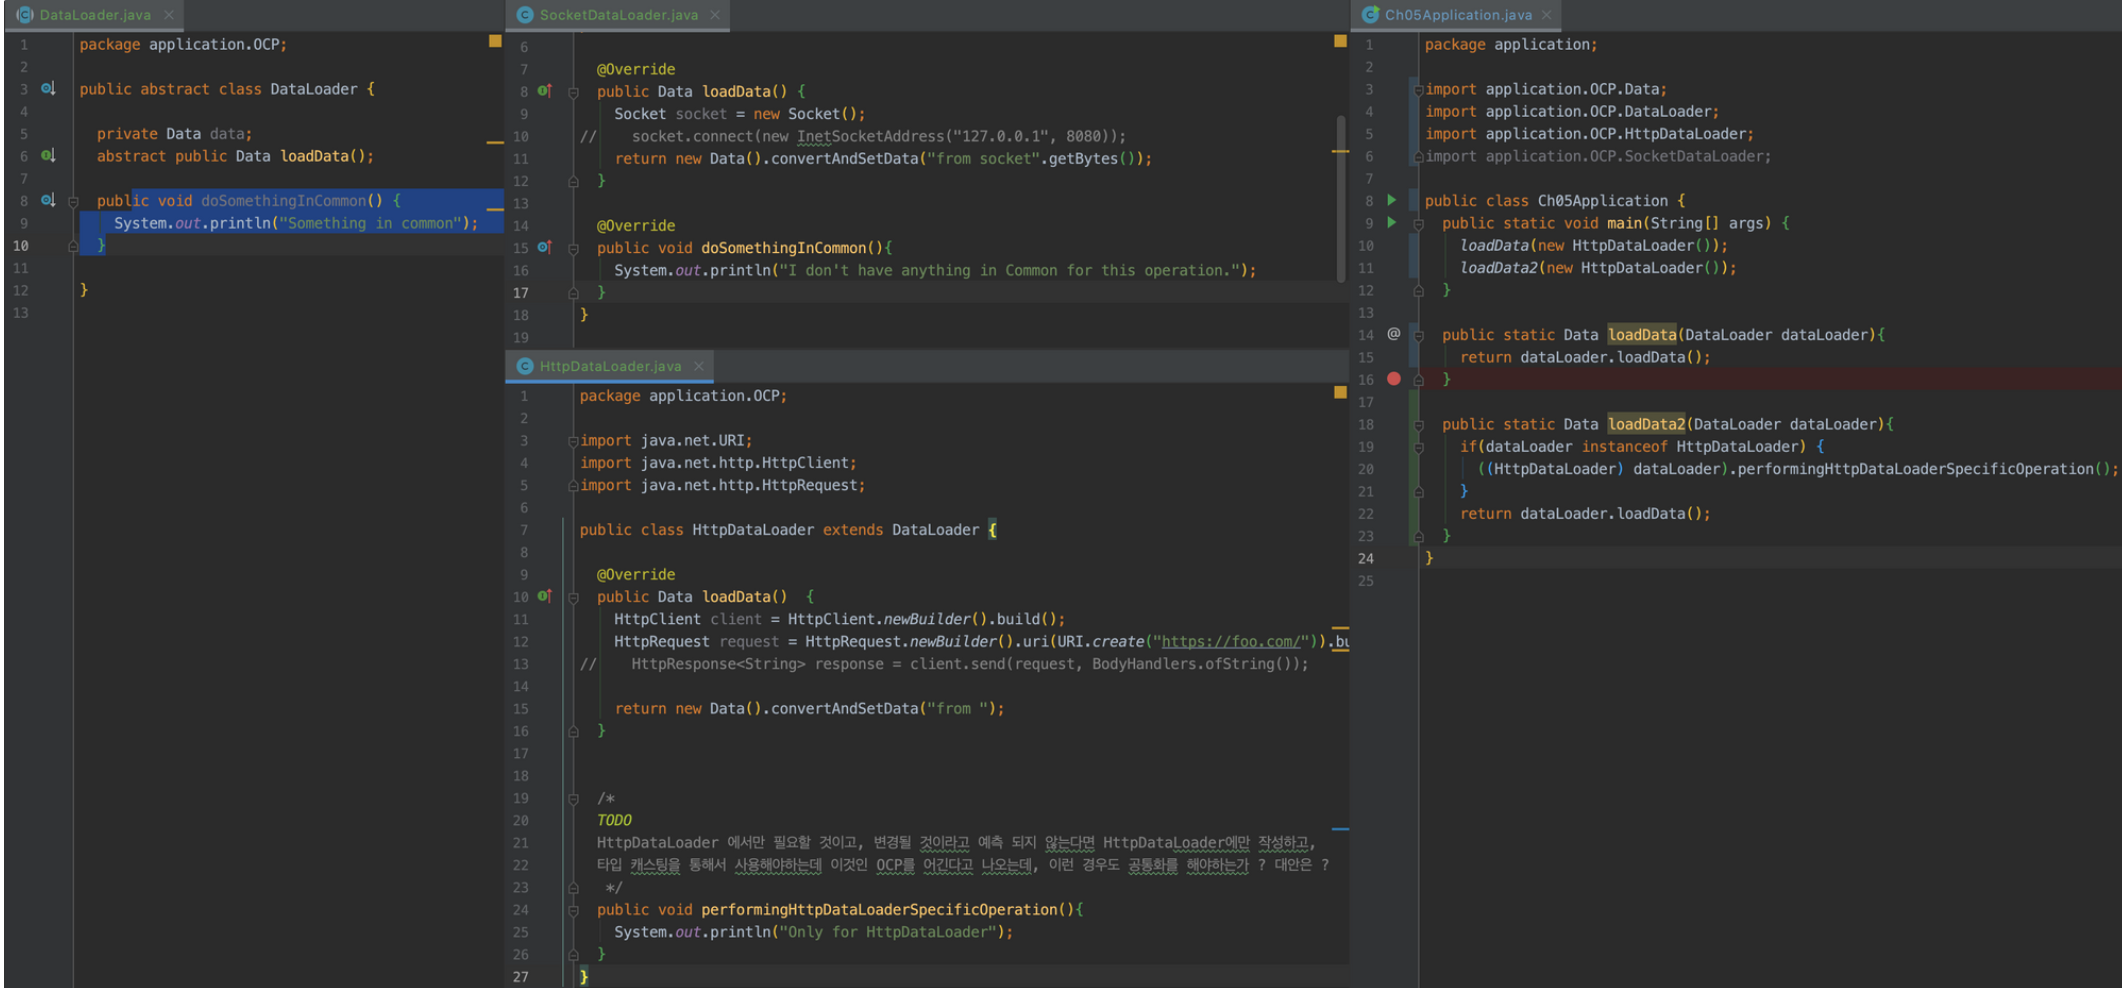 DataLoader.java
1 package application.OCP;
2
3 public abstract class DataLoader {
4
5 private Data data;
6 abstract public Data loadData();
7
8 public void doSomethingInCommon() {
9 System.out.println("Something in common");
10 }
11
12 }
13
SocketDataLoader.java
6
7 @Override
8 public Data loadData() {
9 Socket socket = new Socket();
10 // socket.connect(new InetSocketAddress("127.0.0.1", 8080));
11 return new Data().convertAndSetData("from socket".getBytes());
12 }
13
14 @Override
15 public void doSomethingInCommon(){
16 System.out.println("I don't have anything in Common for this operation.");
17 }
18 }
19
HttpDataLoader.java
1 package application.OCP;
2
3 import java.net.URI;
4 import java.net.http.HttpClient;
5 import java.net.http.HttpRequest;
6
7 public class HttpDataLoader extends DataLoader {
8
9 @Override
10 public Data loadData() {
11 HttpClient client = HttpClient.newBuilder().build();
12 HttpRequest request = HttpRequest.newBuilder().uri(URI.create("https://foo.com/")).bu
13 // HttpResponse<String> response = client.send(request, BodyHandlers.ofString());
14
15 return new Data().convertAndSetData("from ");
16 }
17
18
19 /*
20 TODO
21 HttpDataLoader 에서만 필요할 것이고, 변경될 것이라고 예측 되지 않는다면 HttpDataLoader에만 작성하고,
22 타입 캐스팅을 통해서 사용해야하는데 이것인 OCP를 어긴다고 나오는데, 이런 경우도 공통화를 해야하는가 ? 대안은 ?
23 */
24 public void performingHttpDataLoaderSpecificOperation(){
25 System.out.println("Only for HttpDataLoader");
26 }
27 }
Ch05Application.java
1 package application;
2
3 import application.OCP.Data;
4 import application.OCP.DataLoader;
5 import application.OCP.HttpDataLoader;
6 import application.OCP.SocketDataLoader;
7
8 public class Ch05Application {
9 public static void main(String[] args) {
10 loadData(new HttpDataLoader());
11 loadData2(new HttpDataLoader());
12 }
13
14 @ public static Data loadData(DataLoader dataLoader){
15 return dataLoader.loadData();
16 }
17
18 public static Data loadData2(DataLoader dataLoader){
19 if(dataLoader instanceof HttpDataLoader) {
20 ((HttpDataLoader) dataLoader).performingHttpDataLoaderSpecificOperation();
21 }
22 return dataLoader.loadData();
23 }
24 }
25